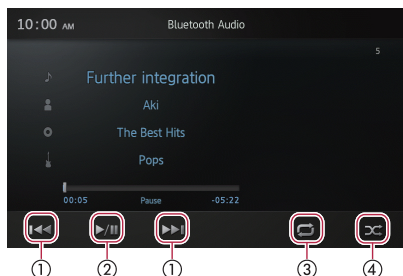 10:00 AM Bluetooth Audio
5
Further integration
Aki
The Best Hits
Pops
00:05 Pause -05:22
① ② ① ③ ④